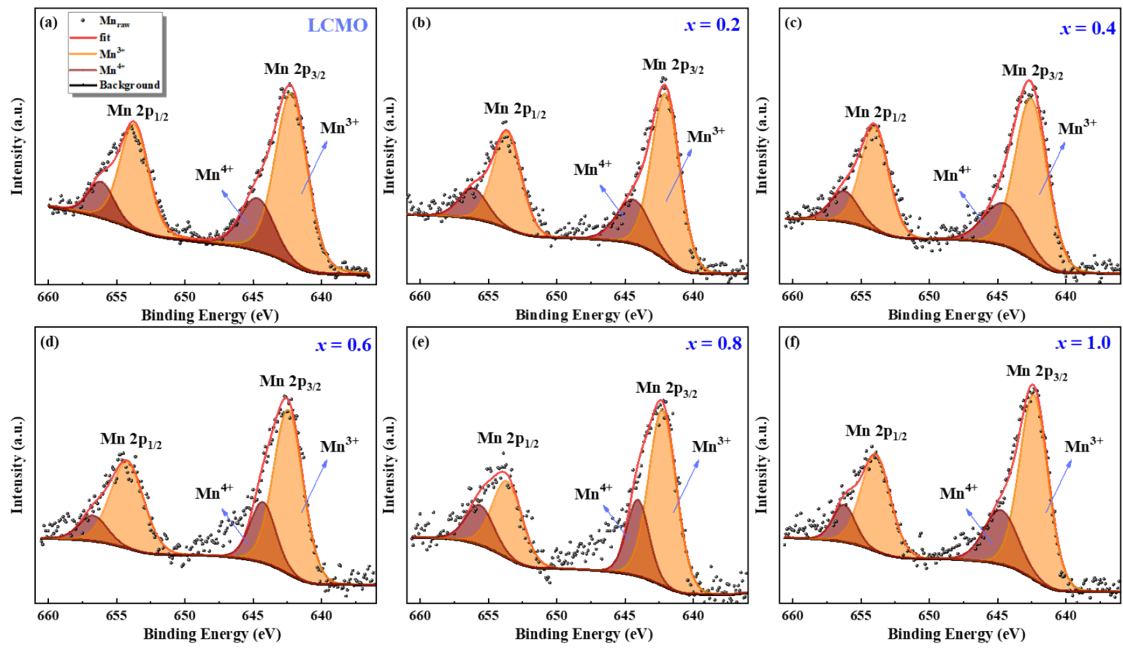 (a)
LCMO
Mn_raw
fit
Mn³⁺
Mn⁴⁺
Background
Mn 2p₁/₂
Mn 2p₃/₂
Mn⁴⁺
Mn³⁺
Intensity (a.u.)
660 655 650 645 640
Binding Energy (eV)
(b)
x = 0.2
Mn 2p₃/₂
Mn 2p₁/₂
Mn⁴⁺
Mn³⁺
Intensity (a.u.)
660 655 650 645 640
Binding Energy (eV)
(c)
x = 0.4
Mn 2p₃/₂
Mn 2p₁/₂
Mn⁴⁺
Mn³⁺
Intensity (a.u.)
660 655 650 645 640
Binding Energy (eV)
(d)
x = 0.6
Mn 2p₃/₂
Mn 2p₁/₂
Mn⁴⁺
Mn³⁺
Intensity (a.u.)
660 655 650 645 640
Binding Energy (eV)
(e)
x = 0.8
Mn 2p₃/₂
Mn 2p₁/₂
Mn⁴⁺
Mn³⁺
Intensity (a.u.)
660 655 650 645 640
Binding Energy (eV)
(f)
x = 1.0
Mn 2p₃/₂
Mn 2p₁/₂
Mn⁴⁺
Mn³⁺
Intensity (a.u.)
660 655 650 645 640
Binding Energy (eV)